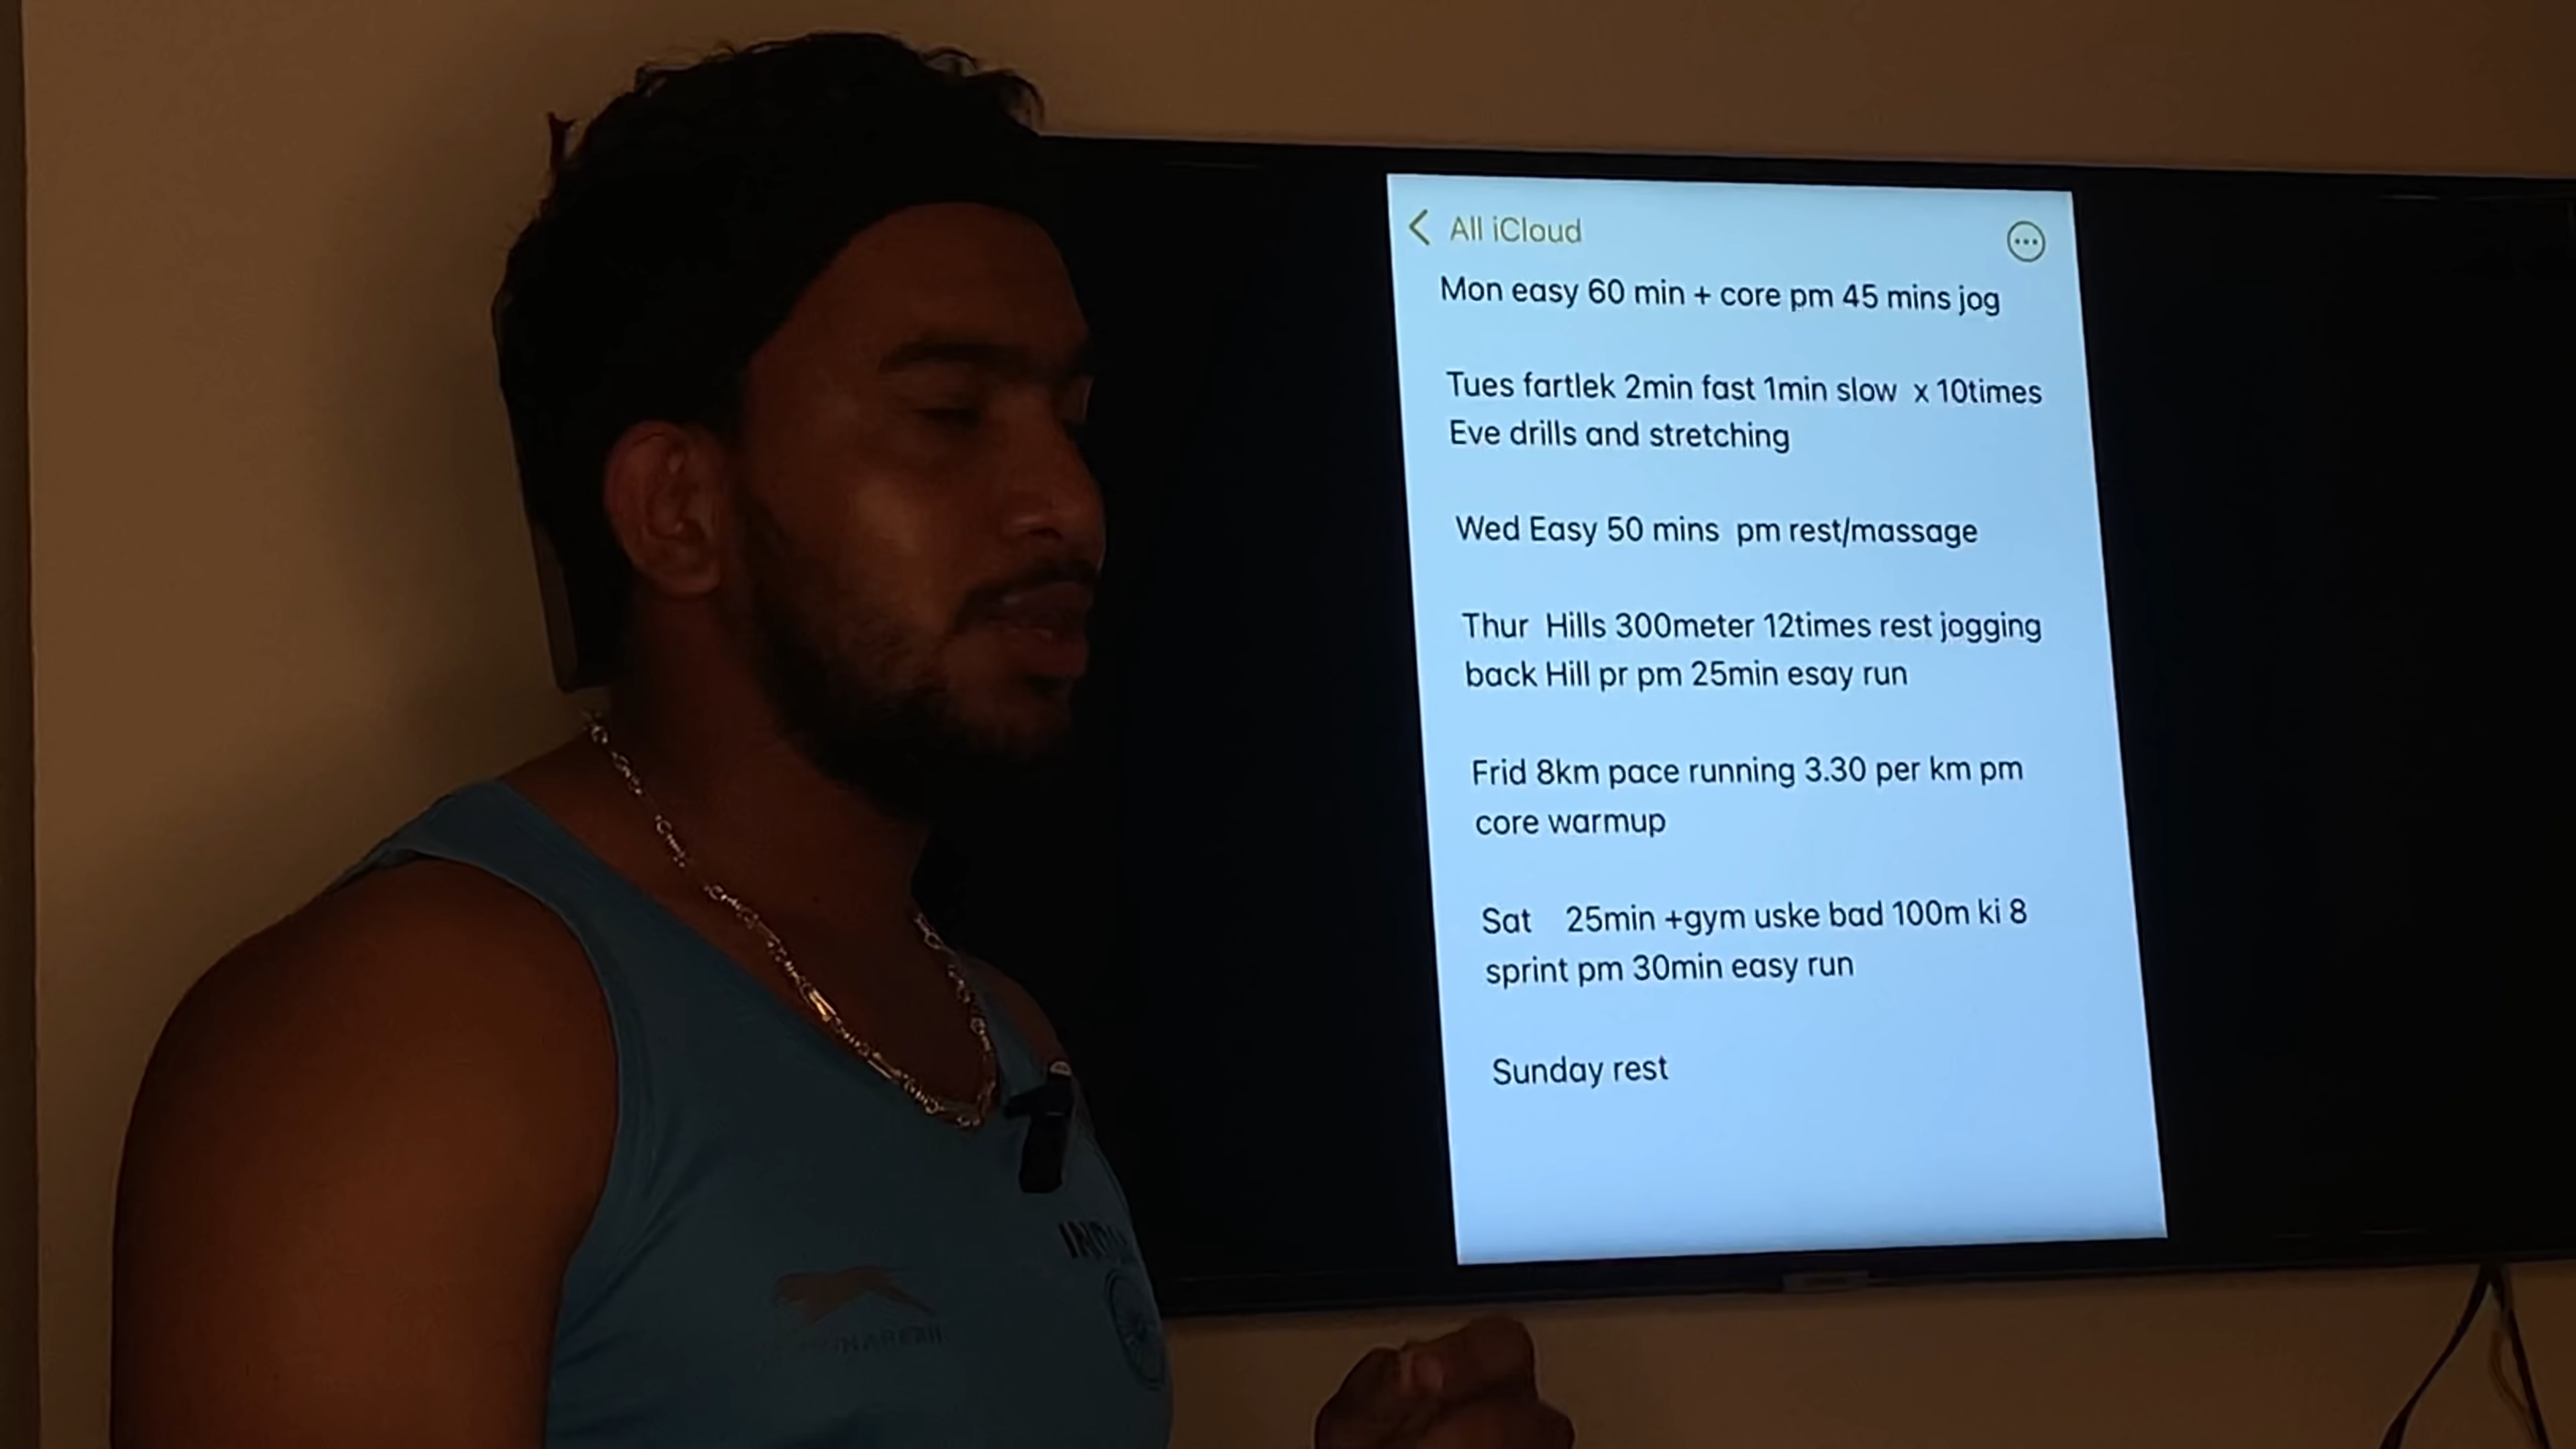 All iCloud
Mon easy 60 min + core pm 45 mins jog
Tues fartlek 2min fast 1min slow x 10times
Eve drills and stretching
Wed Easy 50 mins pm rest/massage
Thur Hills 300meter 12times rest jogging
back Hill pr pm 25min esay run
Frid 8km pace running 3.30 per km pm
core warmup
Sat 25min +gym uske bad 100m ki 8
sprint pm 30min easy run
Sunday rest